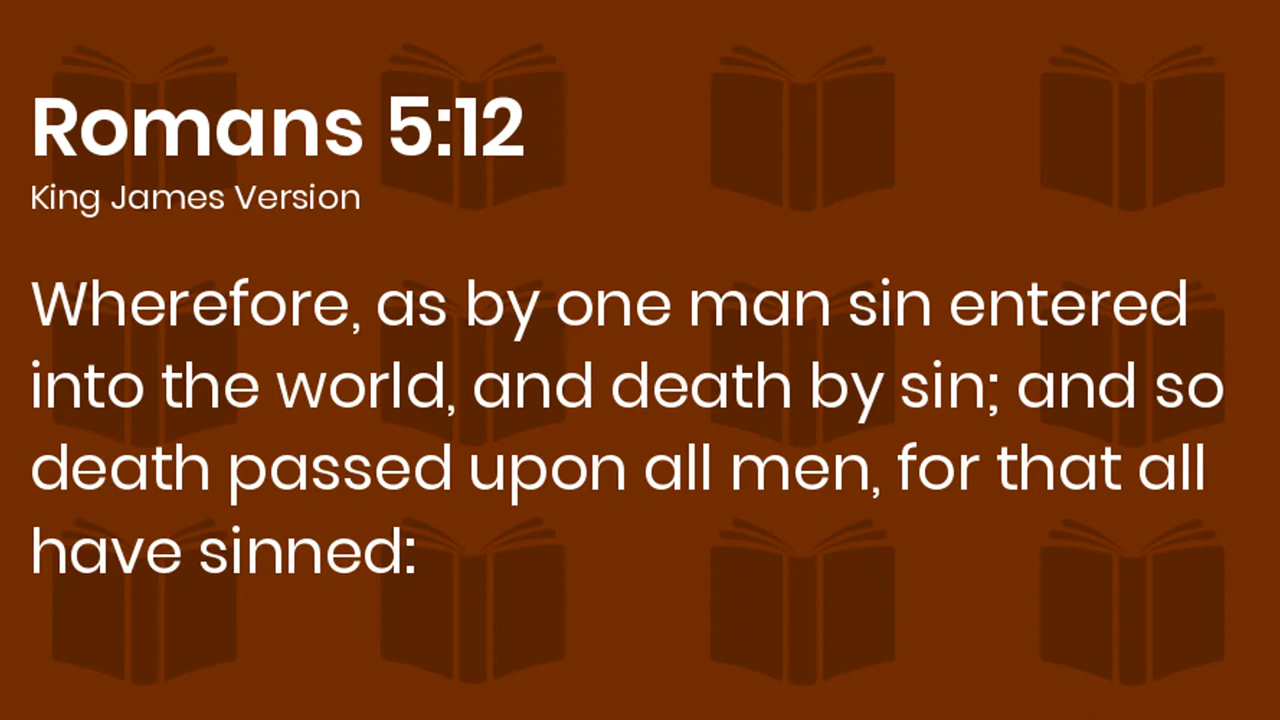 Romans 5:12
King James Version
Wherefore, as by one man sin entered
into the world, and death by sin; and so
death passed upon all men, for that all
have sinned: